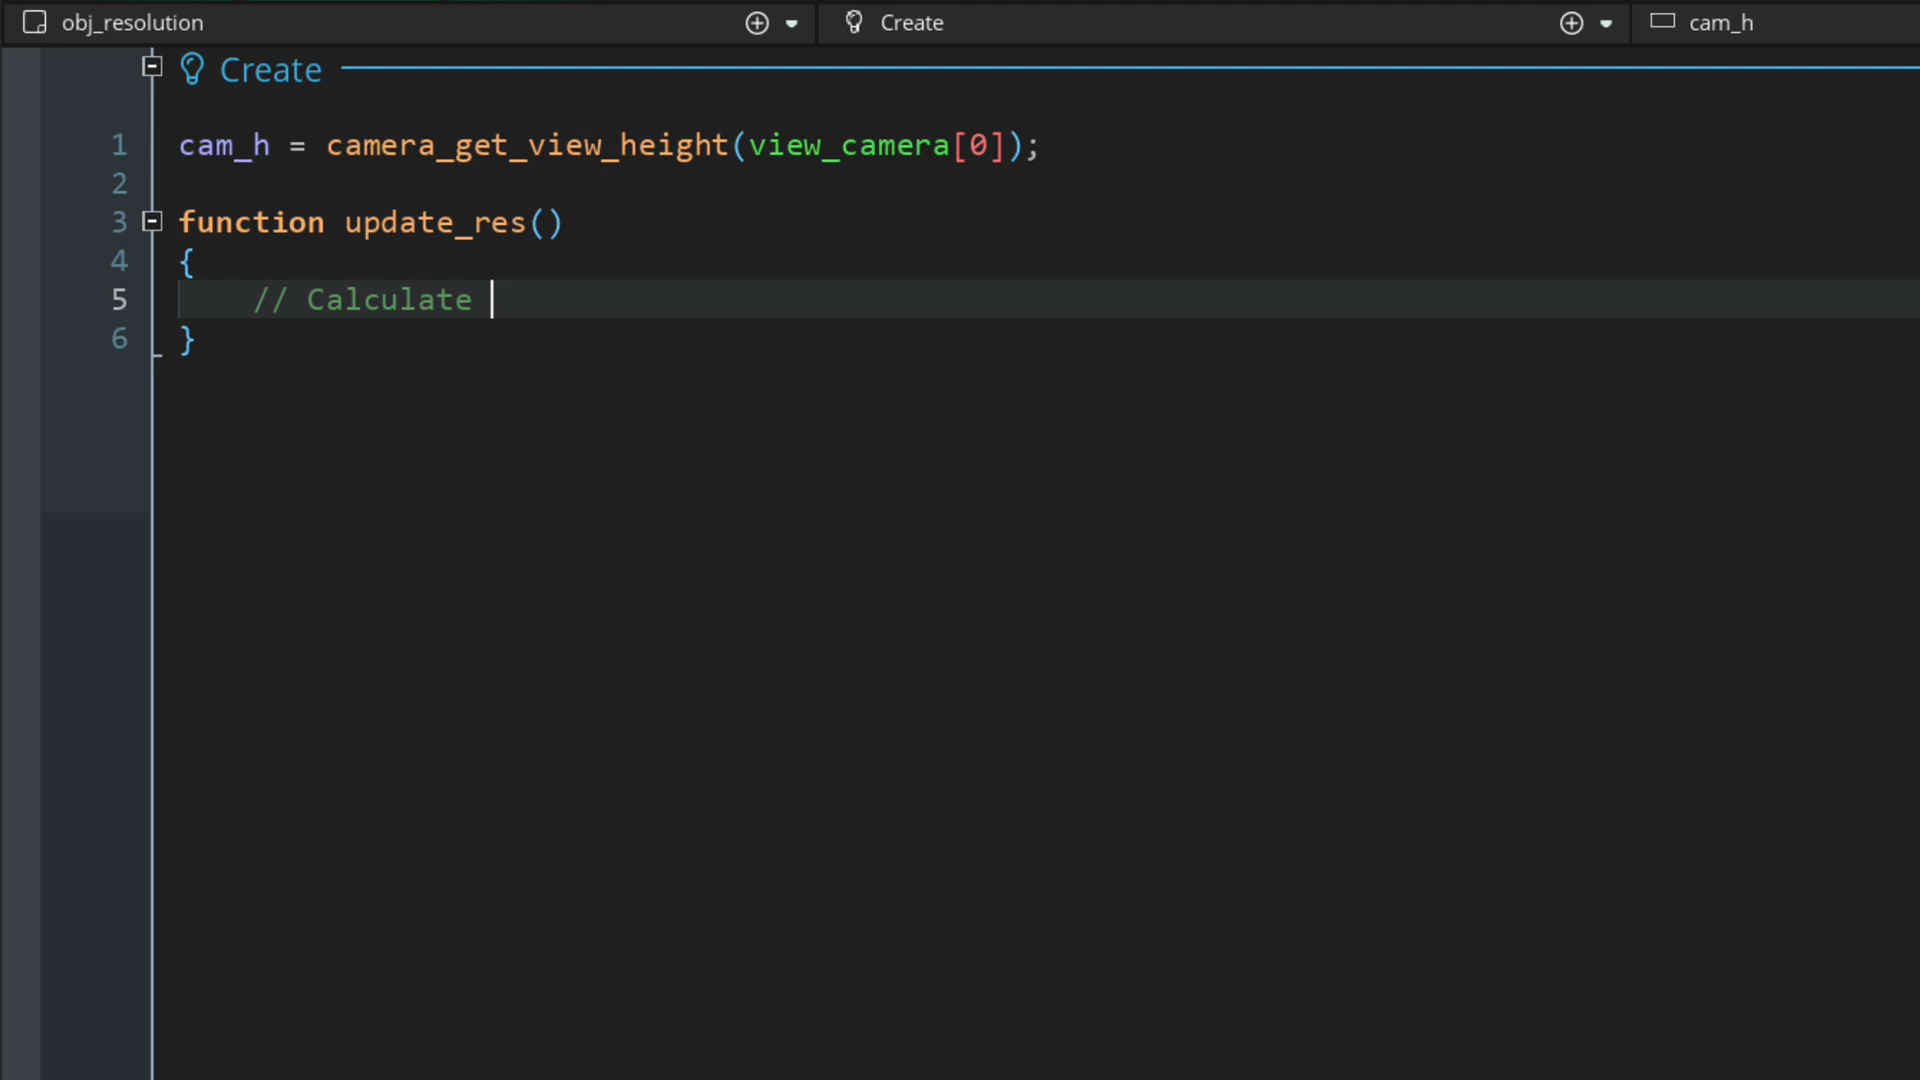 obj_resolution
Create
cam_h
Create
1 cam_h = camera_get_view_height(view_camera[0]);
2
3 function update_res()
4 {
5 // Calculate
6 }